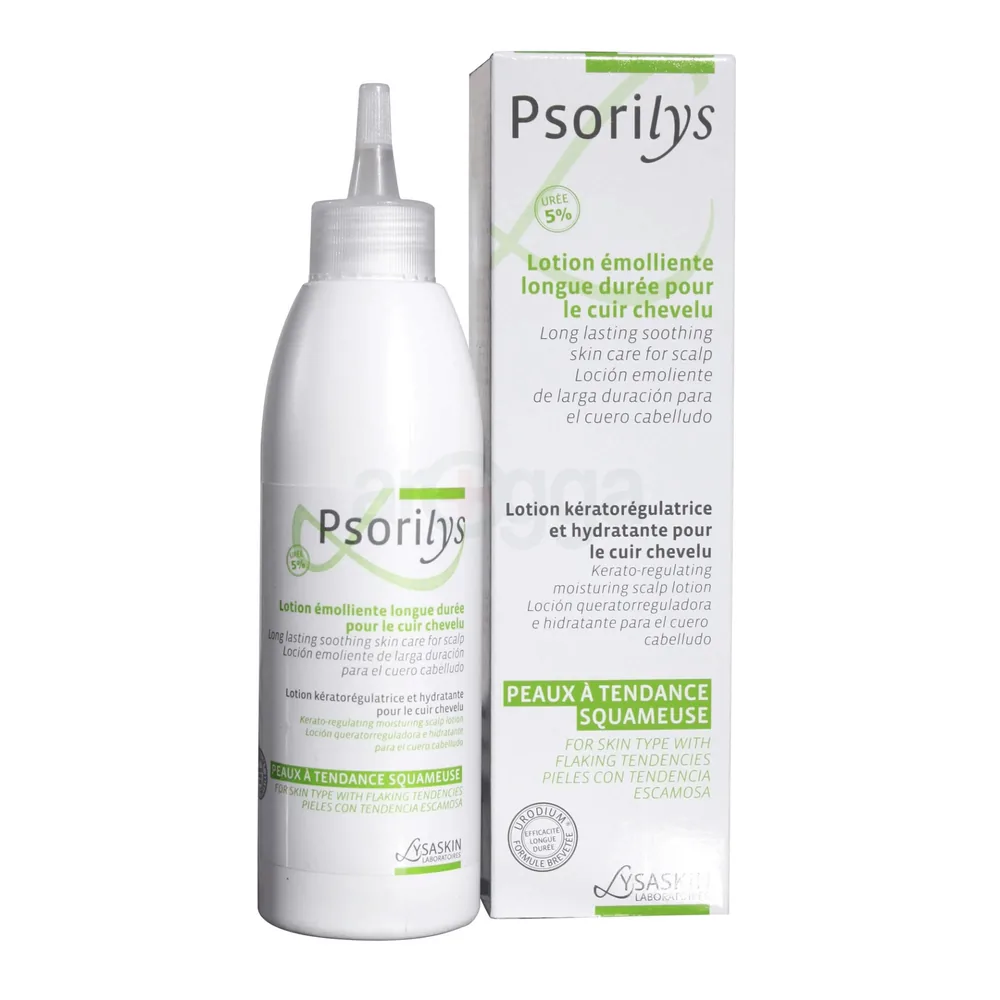 Psorilys
URÉE
5%
Lotion émolliente
longue durée pour
le cuir chevelu
Long lasting soothing
skin care for scalp
Loción emoliente
de larga duración para
el cuero cabelludo
Lotion kératorégulatrice
et hydratante pour
le cuir chevelu
Kerato-regulating
moisturing scalp lotion
Loción queratorreguladora
e hidratante para el cuero
cabelludo
PEAUX À TENDANCE
SQUAMEUSE
FOR SKIN TYPE WITH
FLAKING TENDENCIES
PIELES CON TENDENCIA
ESCAMOSA
URODIUM®
EFFICACITÉ
LONGUE
DURÉE
FORMULE BREVETÉE
LYSASKIN
LABORATOIRES
arogga
Psorilys
URÉE
5%
Lotion émolliente longue durée
pour le cuir chevelu
Long lasting soothing skin care for scalp
Loción emoliente de larga duración
para el cuero cabelludo
Lotion kératorégulatrice et hydratante
pour le cuir chevelu
Kerato-regulating moisturing scalp lotion
Loción queratorreguladora e hidratante
para el cuero cabelludo
PEAUX À TENDANCE SQUAMEUSE
FOR SKIN TYPE WITH FLAKING TENDENCIES
PIELES CON TENDENCIA ESCAMOSA
LYSASKIN
LABORATOIRES